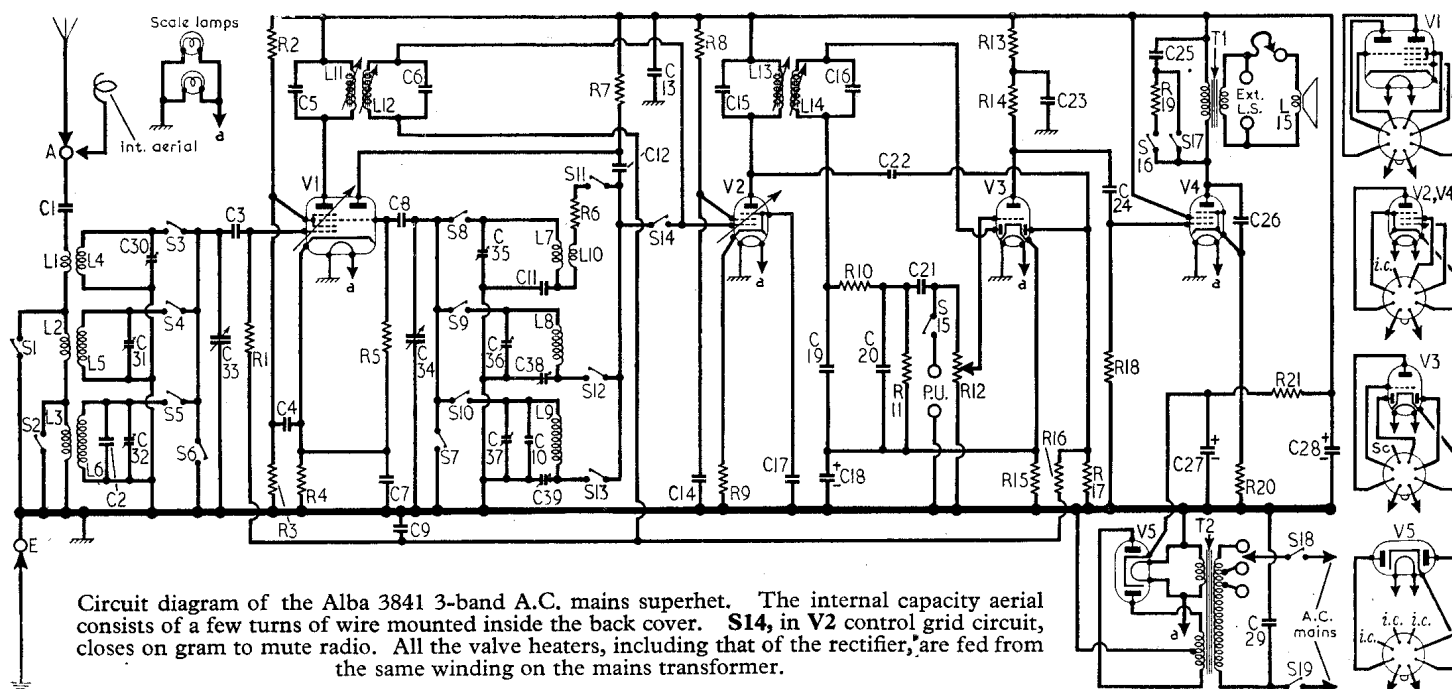 Scale lamps
a
int. aerial
A
C1
L1
L4
C30
S3
C3
L2
L5
C31
S4
S1
L3
S2
L6
C2
C32
S5
S6
C33
R1
E
R2
L11
C5
L12
C6
V1
a
C8
R5
C34
C4
R3
R4
C7
C9
S7
S8
S9
S10
C35
L7
C11
S11
R6
L10
C36
C38
L8
S12
C37
C10
L9
C39
S13
R7
C13
C12
S14
R8
L13
C15
L14
C16
V2
a
C22
C14
R9
C17
C19
C18
R10
C20
R11
C21
S15
P.U.
R12
R13
R14
C23
V3
a
R15
R16
R17
C24
R18
C25
R19
S16
S17
T1
Ext. L.S.
L15
V4
a
C26
R20
R21
C27
+
-
C28
+
-
V5
T2
a
C29
S18
S19
A.C. mains
V1
V2,V4
i.c.
V3
Sc
V5
i.c. i.c. i.c.
Circuit diagram of the Alba 3841 3-band A.C. mains superhet. The internal capacity aerial
consists of a few turns of wire mounted inside the back cover. S14, in V2 control grid circuit,
closes on gram to mute radio. All the valve heaters, including that of the rectifier, are fed from
the same winding on the mains transformer.